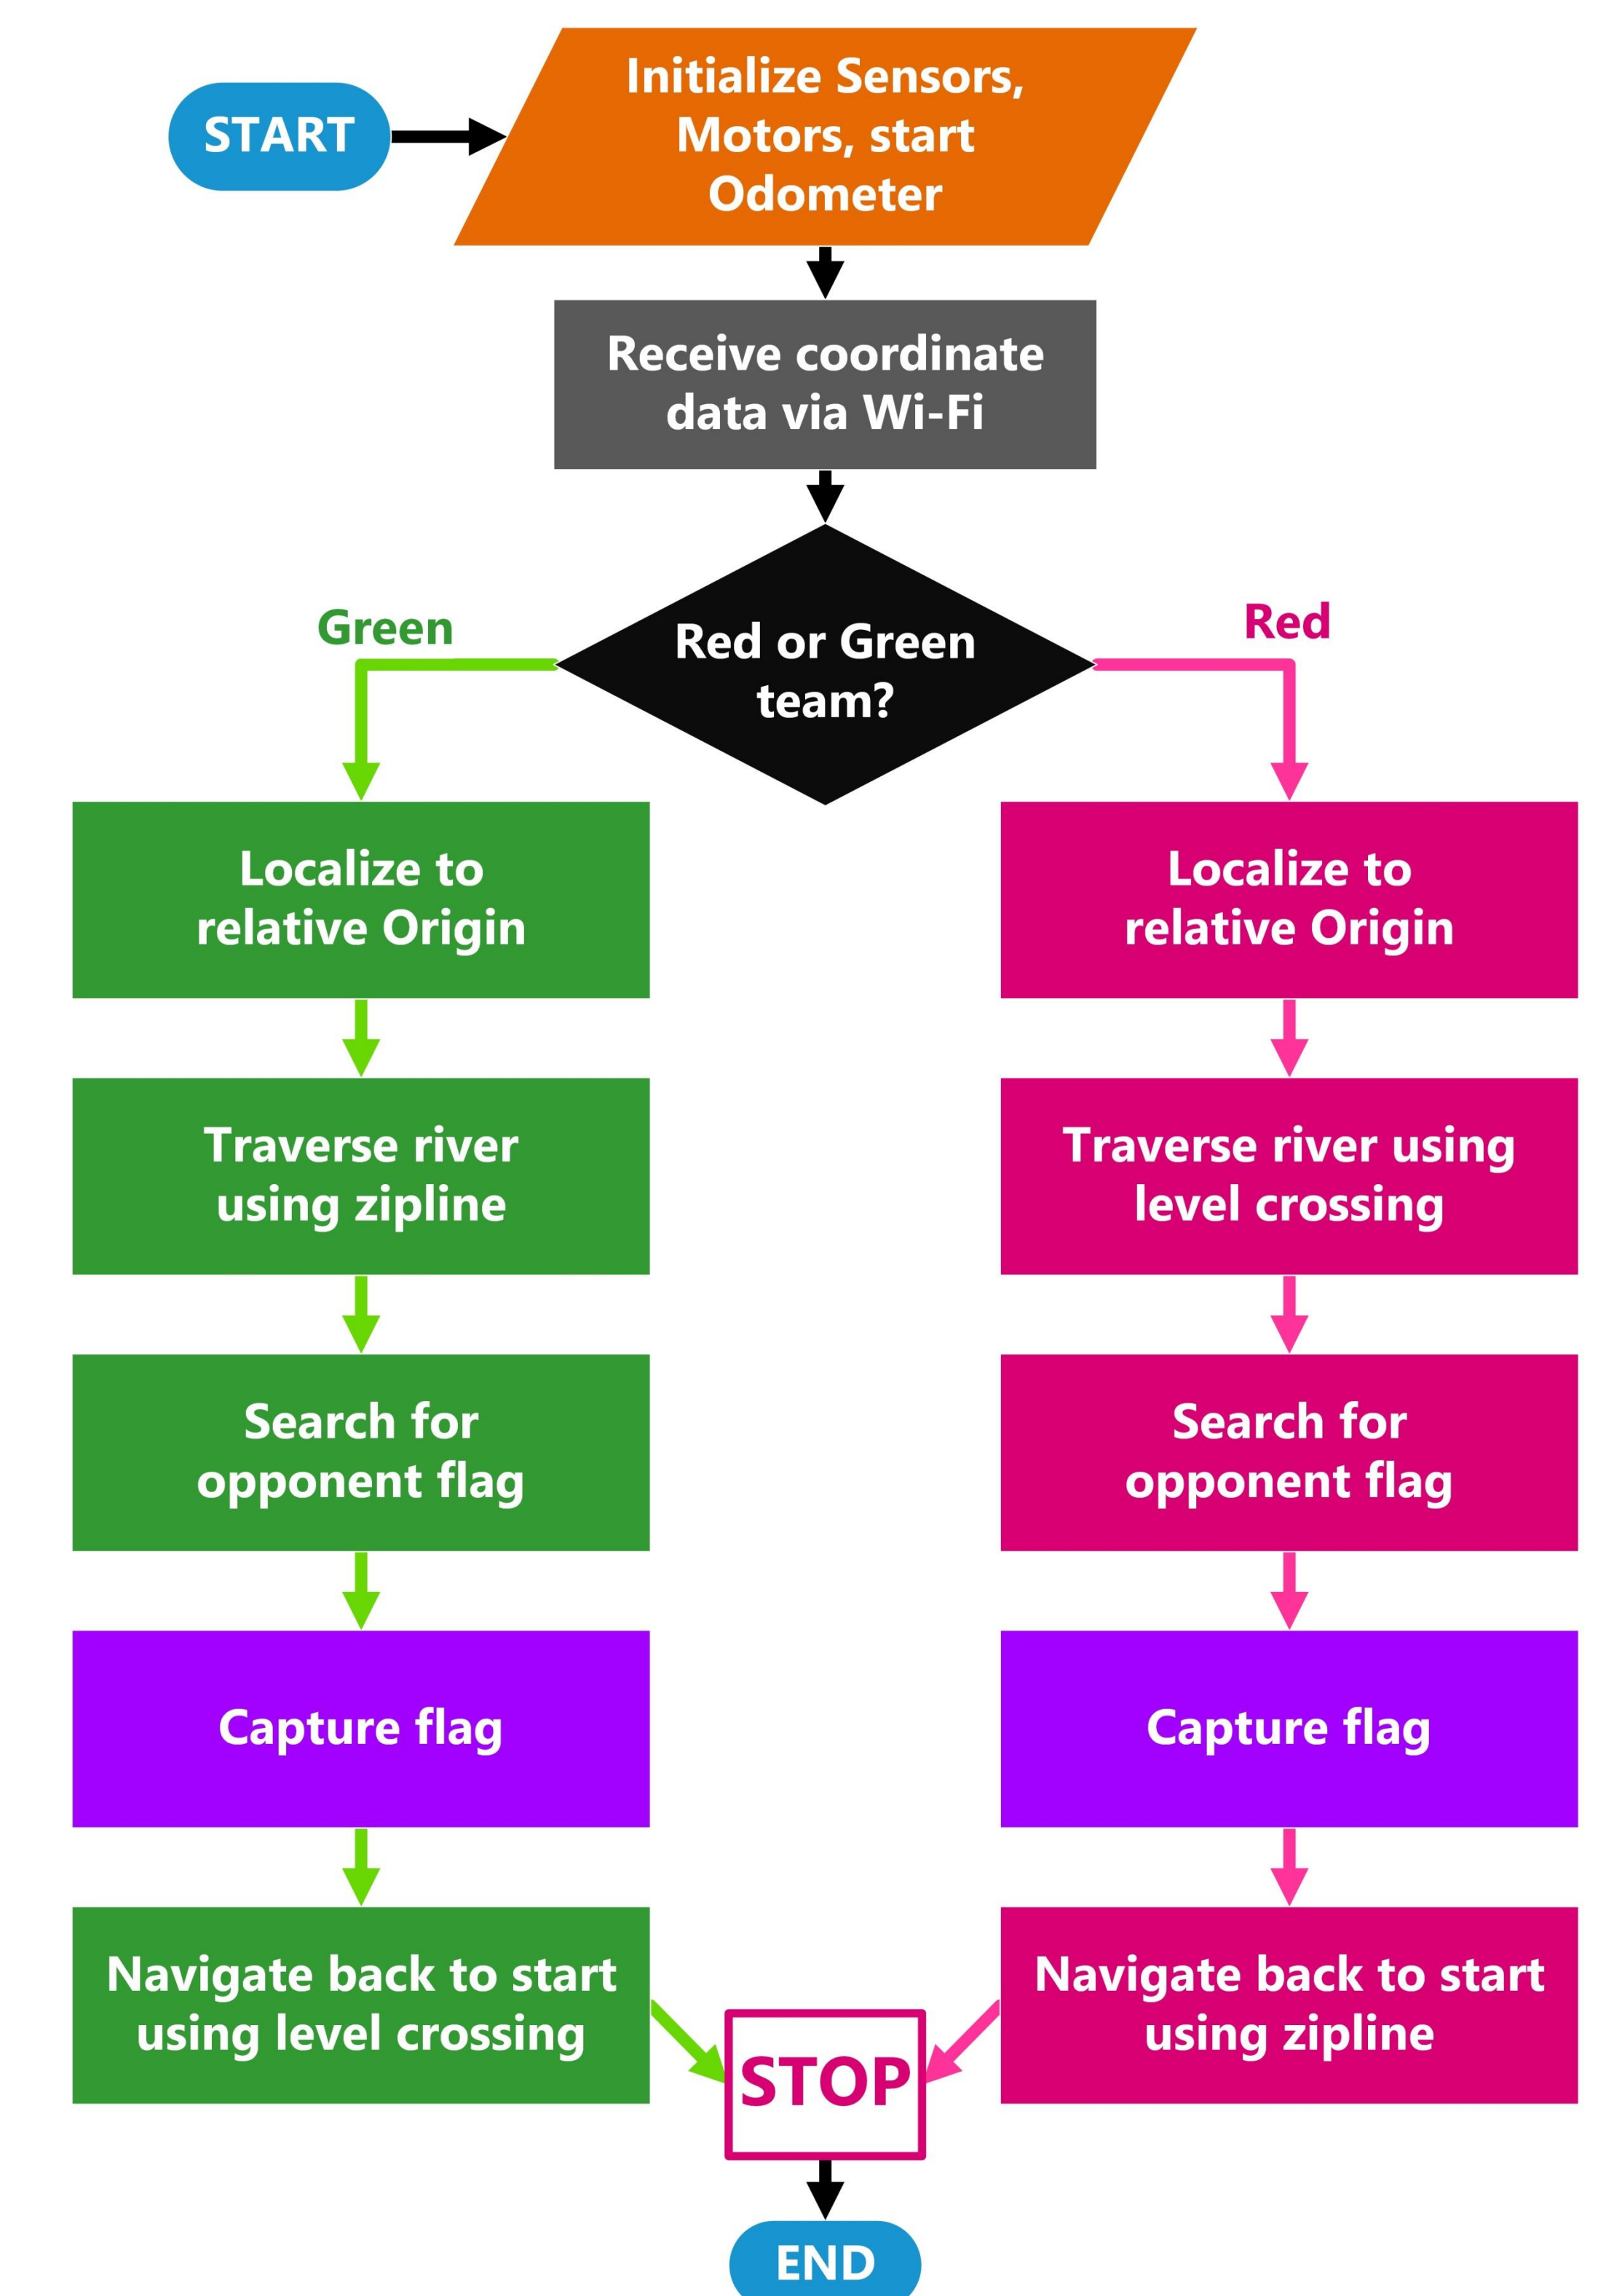 START
Initialize Sensors,
Motors, start
Odometer
Receive coordinate
data via Wi-Fi
Red or Green
team?
Green
Red
Localize to
relative Origin
Traverse river
using zipline
Search for
opponent flag
Capture flag
Navigate back to start
using level crossing
Localize to
relative Origin
Traverse river using
level crossing
Search for
opponent flag
Capture flag
Navigate back to start
using zipline
STOP
END